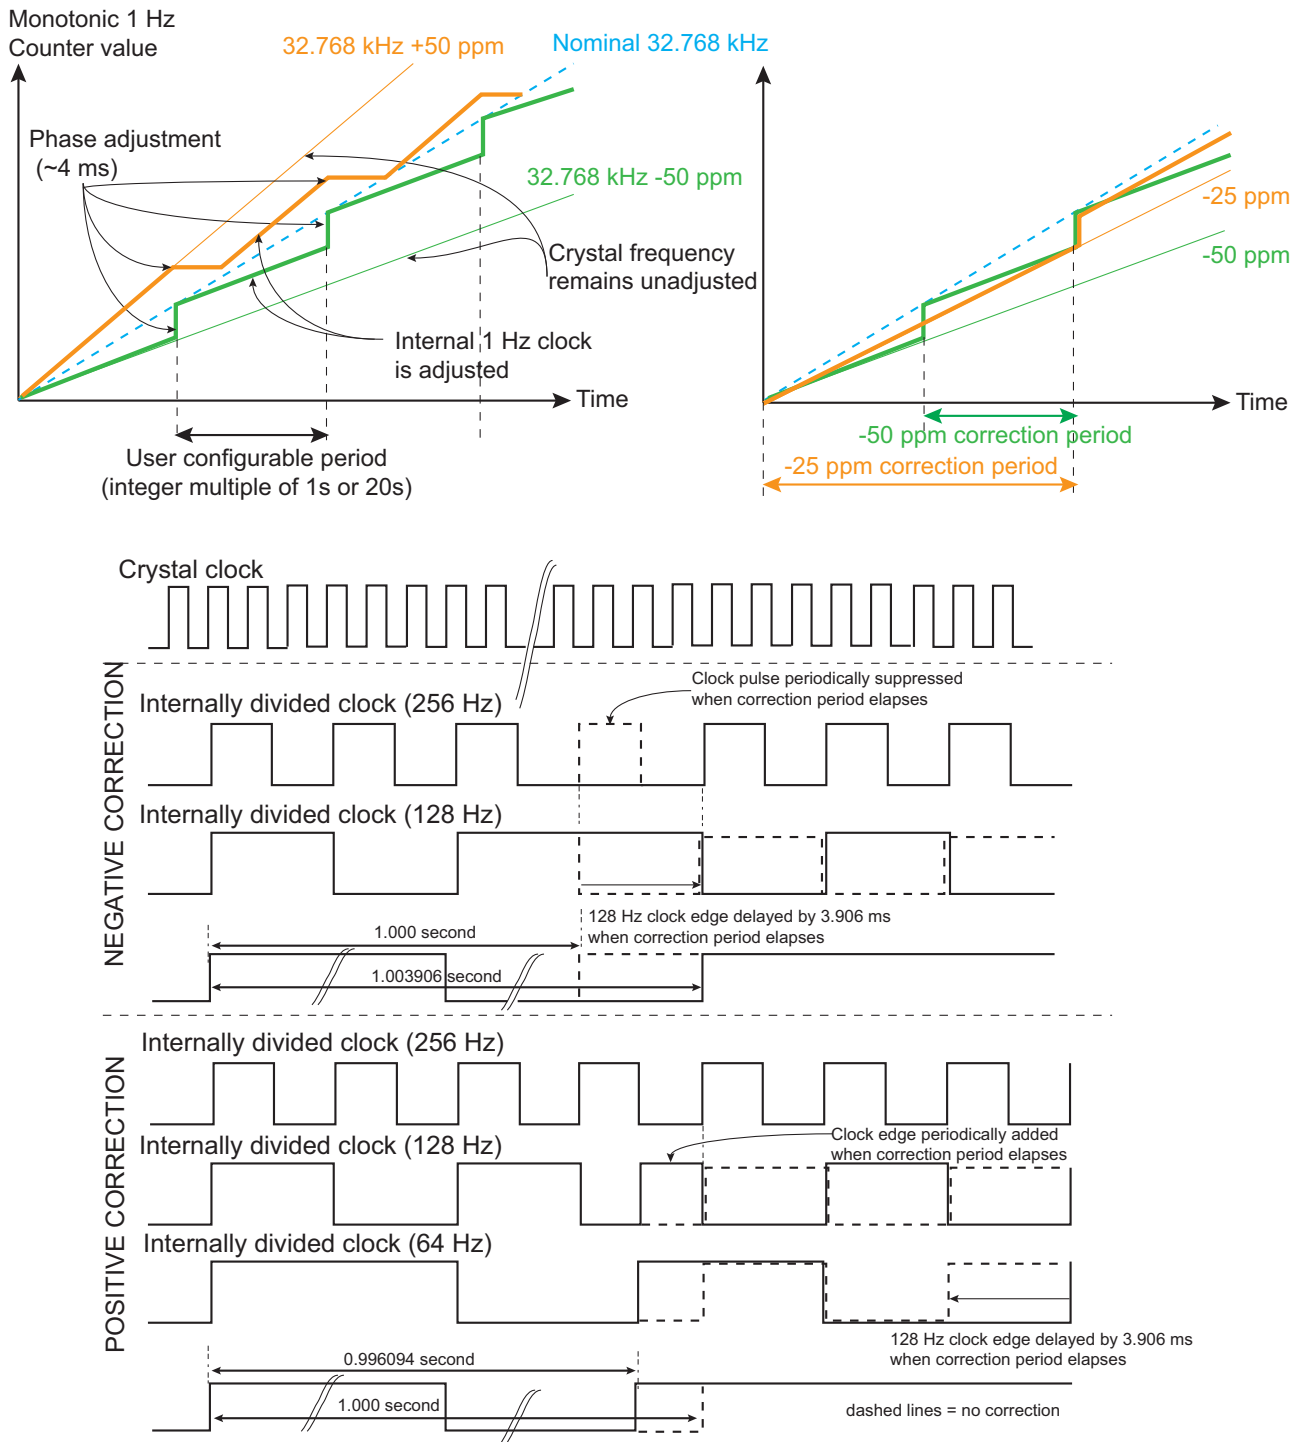 Monotonic 1 Hz
Counter value
32.768 kHz +50 ppm
Nominal 32.768 kHz
Phase adjustment
(~4 ms)
32.768 kHz -50 ppm
Crystal frequency
remains unadjusted
Internal 1 Hz clock
is adjusted
Time
User configurable period
(integer multiple of 1s or 20s)
-25 ppm
-50 ppm
Time
-50 ppm correction period
-25 ppm correction period
Crystal clock
NEGATIVE CORRECTION
Clock pulse periodically suppressed
when correction period elapses
Internally divided clock (256 Hz)
Internally divided clock (128 Hz)
128 Hz clock edge delayed by 3.906 ms
when correction period elapses
1.000 second
1.003906 second
POSITIVE CORRECTION
Internally divided clock (256 Hz)
Internally divided clock (128 Hz)
Clock edge periodically added
when correction period elapses
Internally divided clock (64 Hz)
128 Hz clock edge delayed by 3.906 ms
when correction period elapses
0.996094 second
1.000 second
dashed lines = no correction